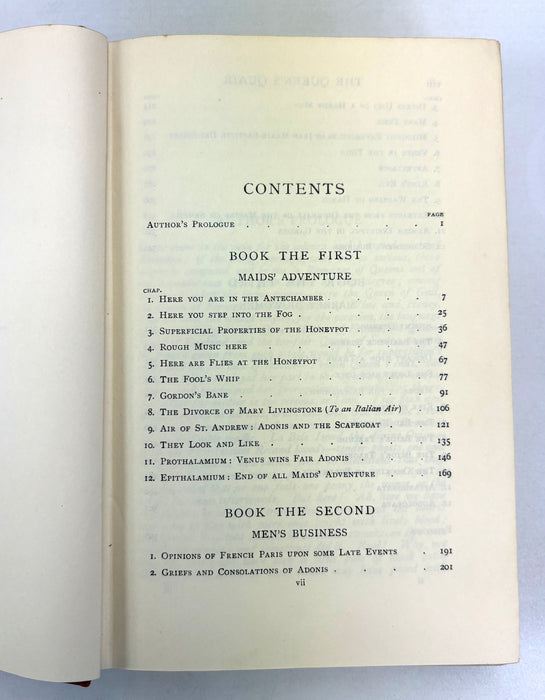 CONTENTS
PAGE
Author's Prologue . . . . . . . 1
BOOK THE FIRST
MAIDS' ADVENTURE
CHAP.
1. Here you are in the Antechamber . . . . 7
2. Here you step into the Fog . . . . . 25
3. Superficial Properties of the Honeypot . . . 36
4. Rough Music here . . . . . . 47
5. Here are Flies at the Honeypot . . . . 67
6. The Fool's Whip . . . . . . 77
7. Gordon's Bane . . . . . . 91
8. The Divorce of Mary Livingstone (To an Italian Air) . 106
9. Air of St. Andrew: Adonis and the Scapegoat . . 121
10. They Look and Like . . . . . . 135
11. Prothalamium: Venus wins Fair Adonis . . . 146
12. Epithalamium: End of all Maids' Adventure . . 169
BOOK THE SECOND
MEN'S BUSINESS
1. Opinions of French Paris upon some Late Events . 191
2. Griefs and Consolations of Adonis . . . . 201
vii